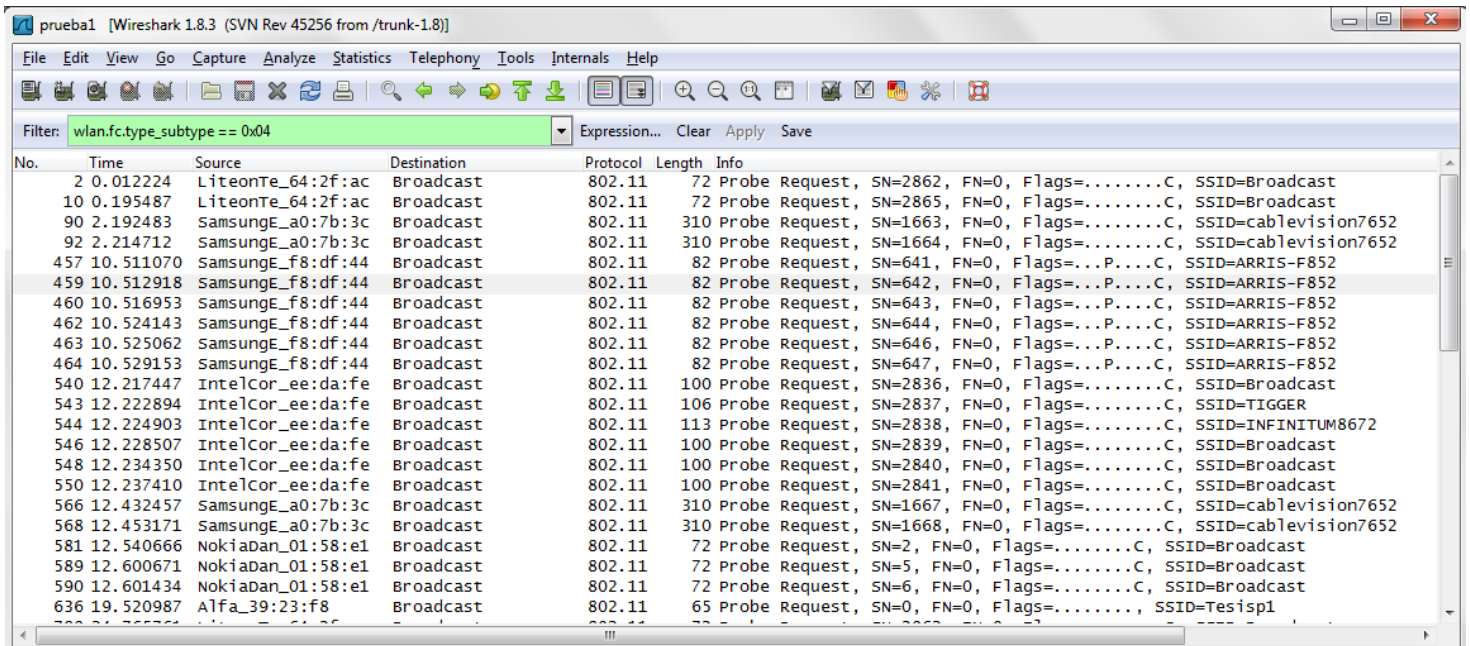 prueba1 [Wireshark 1.8.3 (SVN Rev 45256 from /trunk-1.8)]
File Edit View Go Capture Analyze Statistics Telephony Tools Internals Help
Filter: wlan.fc.type_subtype == 0x04 Expression... Clear Apply Save
No. Time Source Destination Protocol Length Info
2 0.012224 LiteonTe_64:2f:ac Broadcast 802.11 72 Probe Request, SN=2862, FN=0, Flags=........C, SSID=Broadcast
10 0.195487 LiteonTe_64:2f:ac Broadcast 802.11 72 Probe Request, SN=2865, FN=0, Flags=........C, SSID=Broadcast
90 2.192483 SamsungE_a0:7b:3c Broadcast 802.11 310 Probe Request, SN=1663, FN=0, Flags=........C, SSID=cablevision7652
92 2.214712 SamsungE_a0:7b:3c Broadcast 802.11 310 Probe Request, SN=1664, FN=0, Flags=........C, SSID=cablevision7652
457 10.511070 SamsungE_f8:df:44 Broadcast 802.11 82 Probe Request, SN=641, FN=0, Flags=...P....C, SSID=ARRIS-F852
459 10.512918 SamsungE_f8:df:44 Broadcast 802.11 82 Probe Request, SN=642, FN=0, Flags=...P....C, SSID=ARRIS-F852
460 10.516953 SamsungE_f8:df:44 Broadcast 802.11 82 Probe Request, SN=643, FN=0, Flags=...P....C, SSID=ARRIS-F852
462 10.524143 SamsungE_f8:df:44 Broadcast 802.11 82 Probe Request, SN=644, FN=0, Flags=...P....C, SSID=ARRIS-F852
463 10.525062 SamsungE_f8:df:44 Broadcast 802.11 82 Probe Request, SN=646, FN=0, Flags=...P....C, SSID=ARRIS-F852
464 10.529153 SamsungE_f8:df:44 Broadcast 802.11 82 Probe Request, SN=647, FN=0, Flags=...P....C, SSID=ARRIS-F852
540 12.217447 IntelCor_ee:da:fe Broadcast 802.11 100 Probe Request, SN=2836, FN=0, Flags=........C, SSID=Broadcast
543 12.222894 IntelCor_ee:da:fe Broadcast 802.11 106 Probe Request, SN=2837, FN=0, Flags=........C, SSID=TIGGER
544 12.224903 IntelCor_ee:da:fe Broadcast 802.11 113 Probe Request, SN=2838, FN=0, Flags=........C, SSID=INFINITUM8672
546 12.228507 IntelCor_ee:da:fe Broadcast 802.11 100 Probe Request, SN=2839, FN=0, Flags=........C, SSID=Broadcast
548 12.234350 IntelCor_ee:da:fe Broadcast 802.11 100 Probe Request, SN=2840, FN=0, Flags=........C, SSID=Broadcast
550 12.237410 IntelCor_ee:da:fe Broadcast 802.11 100 Probe Request, SN=2841, FN=0, Flags=........C, SSID=Broadcast
566 12.432457 SamsungE_a0:7b:3c Broadcast 802.11 310 Probe Request, SN=1667, FN=0, Flags=........C, SSID=cablevision7652
568 12.453171 SamsungE_a0:7b:3c Broadcast 802.11 310 Probe Request, SN=1668, FN=0, Flags=........C, SSID=cablevision7652
581 12.540666 NokiaDan_01:58:e1 Broadcast 802.11 72 Probe Request, SN=2, FN=0, Flags=........C, SSID=Broadcast
589 12.600671 NokiaDan_01:58:e1 Broadcast 802.11 72 Probe Request, SN=5, FN=0, Flags=........C, SSID=Broadcast
590 12.601434 NokiaDan_01:58:e1 Broadcast 802.11 72 Probe Request, SN=6, FN=0, Flags=........C, SSID=Broadcast
636 19.520987 Alfa_39:23:f8 Broadcast 802.11 65 Probe Request, SN=0, FN=0, Flags=........, SSID=Tesisp1